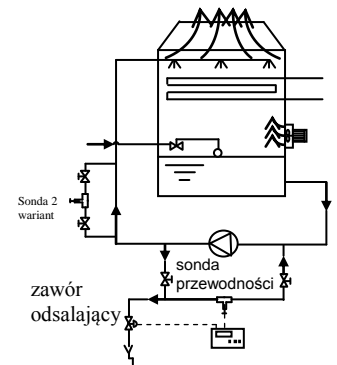 Sonda 2
wariant
sonda
przewodności
zawór
odsalający